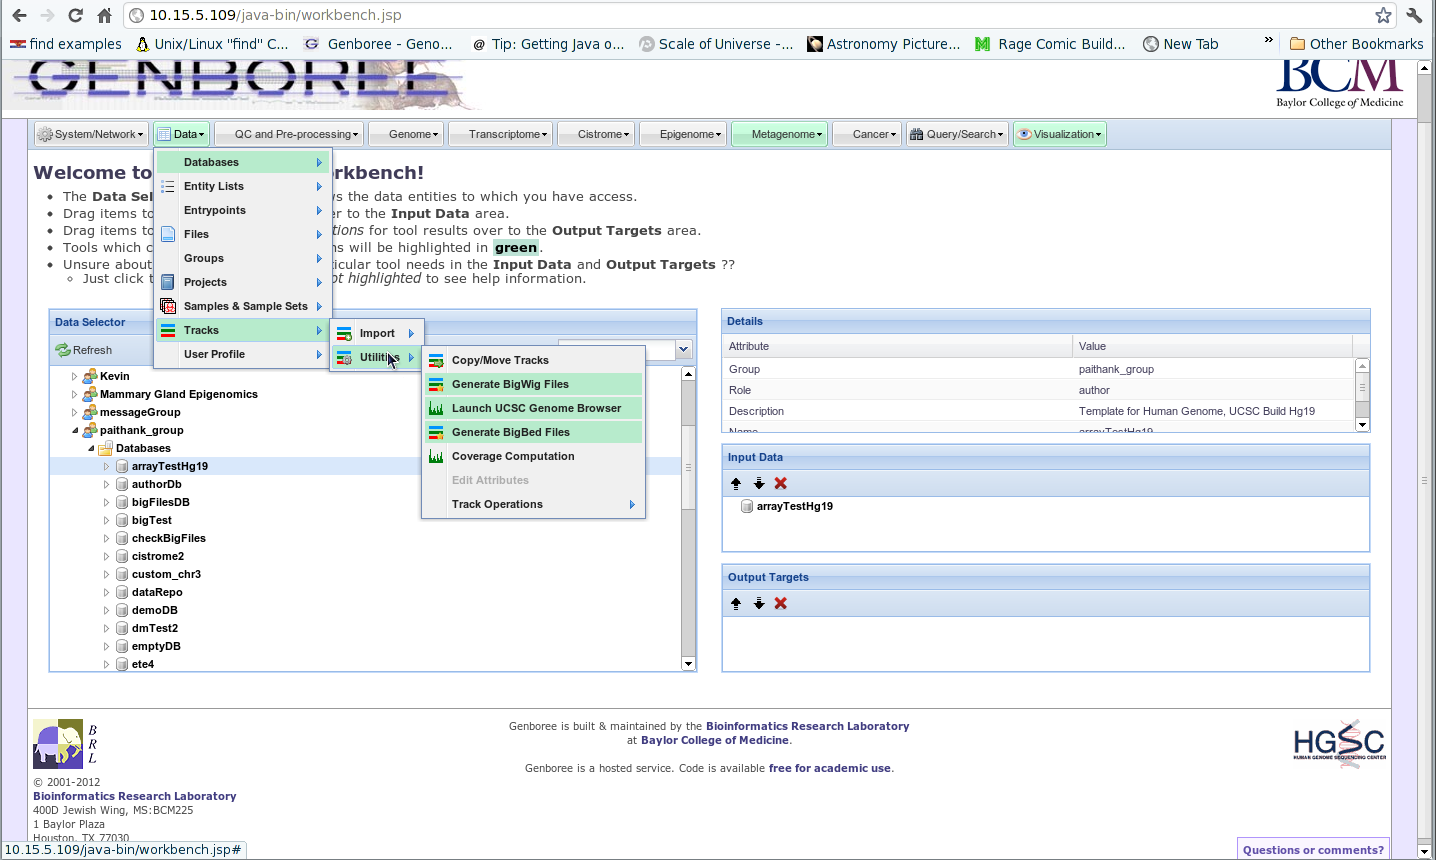 10.15.5.109/java-bin/workbench.jsp
find examples
Unix/Linux "find" C...
Genboree - Geno...
Tip: Getting Java o...
Scale of Universe -...
Astronomy Picture...
Rage Comic Build...
New Tab
»
Other Bookmarks
GENBOREE
BCM
Baylor College of Medicine
System/Network
Data
QC and Pre-processing
Genome
Transcriptome
Cistrome
Epigenome
Metagenome
Cancer
Query/Search
Visualization
Welcome to rkbench!
• The Data Sel s the data entities to which you have access.
• Drag items to er to the Input Data area.
• Drag items to tions for tool results over to the Output Targets area.
• Tools which c ns will be highlighted in green.
• Unsure about ticular tool needs in the Input Data and Output Targets ??
Just click t ot highlighted to see help information.
Databases
Entity Lists
Entrypoints
Files
Groups
Projects
Samples & Sample Sets
Tracks
User Profile
Import
Utilities
Copy/Move Tracks
Generate BigWig Files
Launch UCSC Genome Browser
Generate BigBed Files
Coverage Computation
Edit Attributes
Track Operations
Data Selector
Refresh
Kevin
Mammary Gland Epigenomics
messageGroup
paithank_group
Databases
arrayTestHg19
authorDb
bigFilesDB
bigTest
checkBigFiles
cistrome2
custom_chr3
dataRepo
demoDB
dmTest2
emptyDB
ete4
Details
Attribute Value
Group paithank_group
Role author
Description Template for Human Genome, UCSC Build Hg19
Name arrayTestHg19
Input Data
arrayTestHg19
Output Targets
BRL
© 2001-2012
Bioinformatics Research Laboratory
400D Jewish Wing, MS:BCM225
1 Baylor Plaza
Houston, TX 77030
Genboree is built & maintained by the Bioinformatics Research Laboratory
at Baylor College of Medicine.
Genboree is a hosted service. Code is available free for academic use.
HGSC
HUMAN GENOME SEQUENCING CENTER
10.15.5.109/java-bin/workbench.jsp#
Questions or comments?